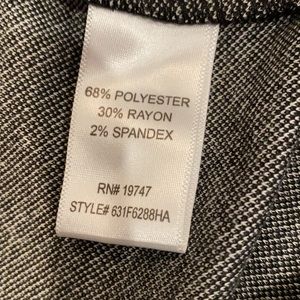 68% POLYESTER
30% RAYON
2% SPANDEX
RN# 19747
STYLE# 631F6288HA